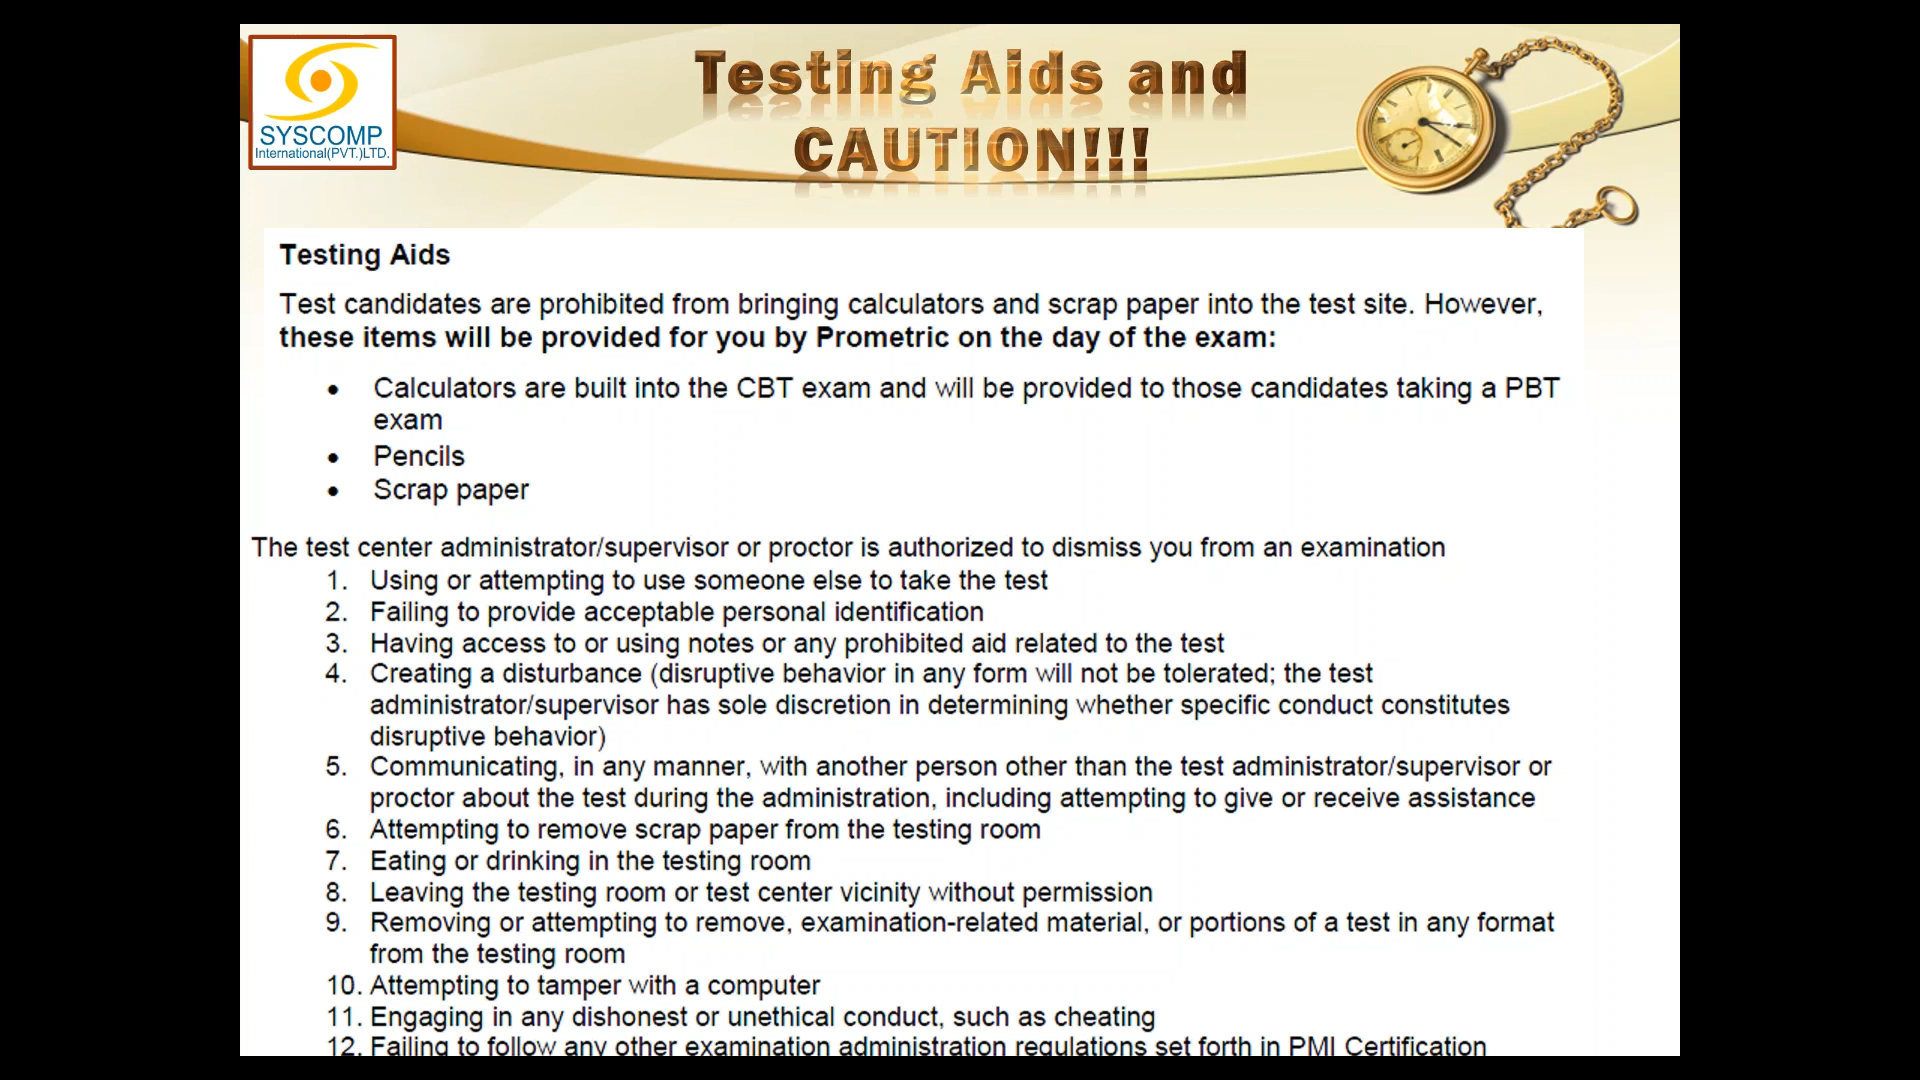 SYSCOMP
International(PVT.)LTD.
Testing Aids and
CAUTION!!!
Testing Aids
Test candidates are prohibited from bringing calculators and scrap paper into the test site. However,
these items will be provided for you by Prometric on the day of the exam:
• Calculators are built into the CBT exam and will be provided to those candidates taking a PBT
exam
• Pencils
• Scrap paper
The test center administrator/supervisor or proctor is authorized to dismiss you from an examination
1. Using or attempting to use someone else to take the test
2. Failing to provide acceptable personal identification
3. Having access to or using notes or any prohibited aid related to the test
4. Creating a disturbance (disruptive behavior in any form will not be tolerated; the test
administrator/supervisor has sole discretion in determining whether specific conduct constitutes
disruptive behavior)
5. Communicating, in any manner, with another person other than the test administrator/supervisor or
proctor about the test during the administration, including attempting to give or receive assistance
6. Attempting to remove scrap paper from the testing room
7. Eating or drinking in the testing room
8. Leaving the testing room or test center vicinity without permission
9. Removing or attempting to remove, examination-related material, or portions of a test in any format
from the testing room
10. Attempting to tamper with a computer
11. Engaging in any dishonest or unethical conduct, such as cheating
12. Failing to follow any other examination administration regulations set forth in PMI Certification